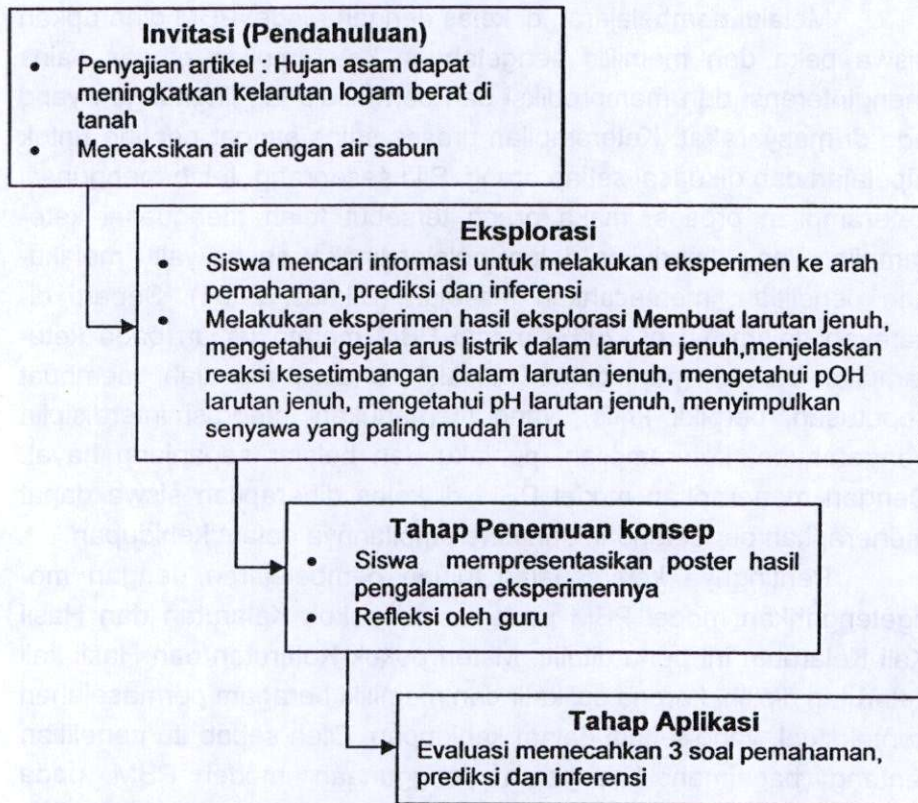 Invitasi (Pendahuluan)
• Penyajian artikel : Hujan asam dapat
meningkatkan kelarutan logam berat di
tanah
• Mereaksikan air dengan air sabun
Eksplorasi
• Siswa mencari literatur untuk melakukan eksperimen ke arah
pemahaman, prediksi dan inferensi
• Melakukan eksperimen hasil eksplorasi Membuat larutan jenuh,
mangetahui gejala arus listrik dalam larutan jenuh,menjelaskan
reaksi kesetimbangan dalam larutan jenuh, mengetahui pOH
larutan jenuh, mengetahui pH larutan jenuh, menyimpulkan
senyawa yang paling mudah larut
Tahap Penemuan konsep
• Siswa mempresentasikan poster hasil
pengalaman eksperimennya
• Refleksi oleh guru
Tahap Aplikasi
Evaluasi memecahkan 3 soal pemahaman,
prediksi dan inferensi